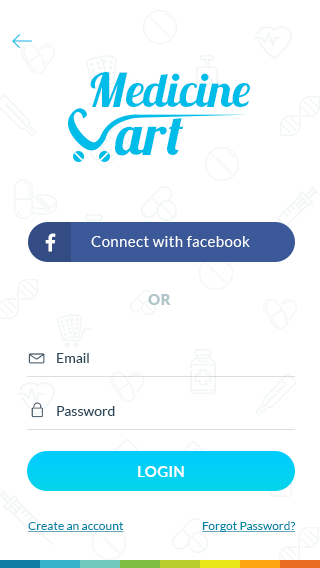 Medicine
Cart
Connect with facebook
OR
Email
Password
LOGIN
Create an account
Forgot Password?